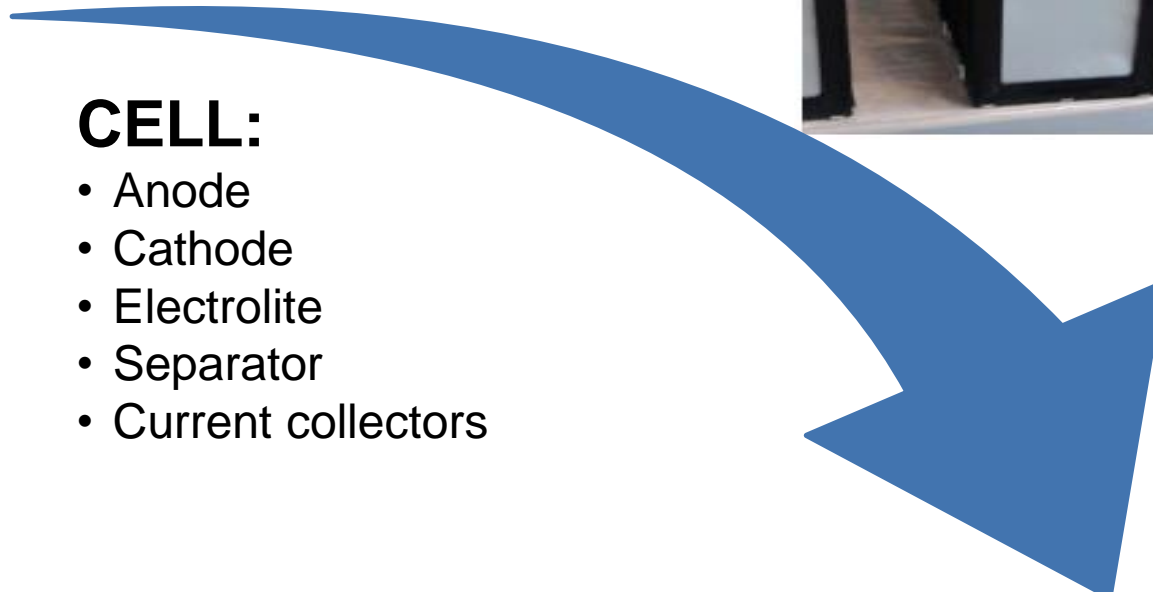 CELL:
• Anode
• Cathode
• Electrolite
• Separator
• Current collectors